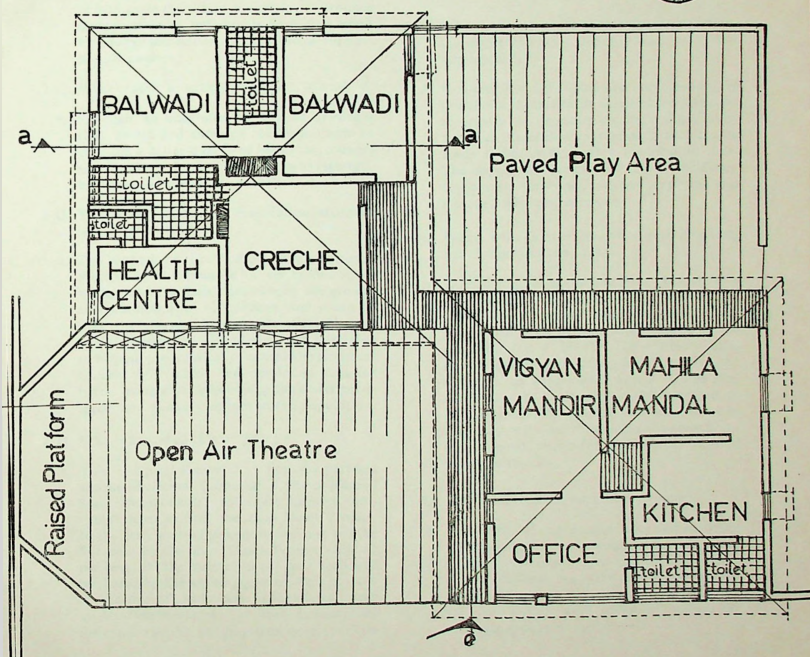 toilet
BALWADI
BALWADI
a
a
Paved Play Area
toilet
toilet
HEALTH
CENTRE
CRECHE
VIGYAN
MANDIR
MAHILA
MANDAL
Raised Platform
Open Air Theatre
KITCHEN
OFFICE
toilet
toilet
e